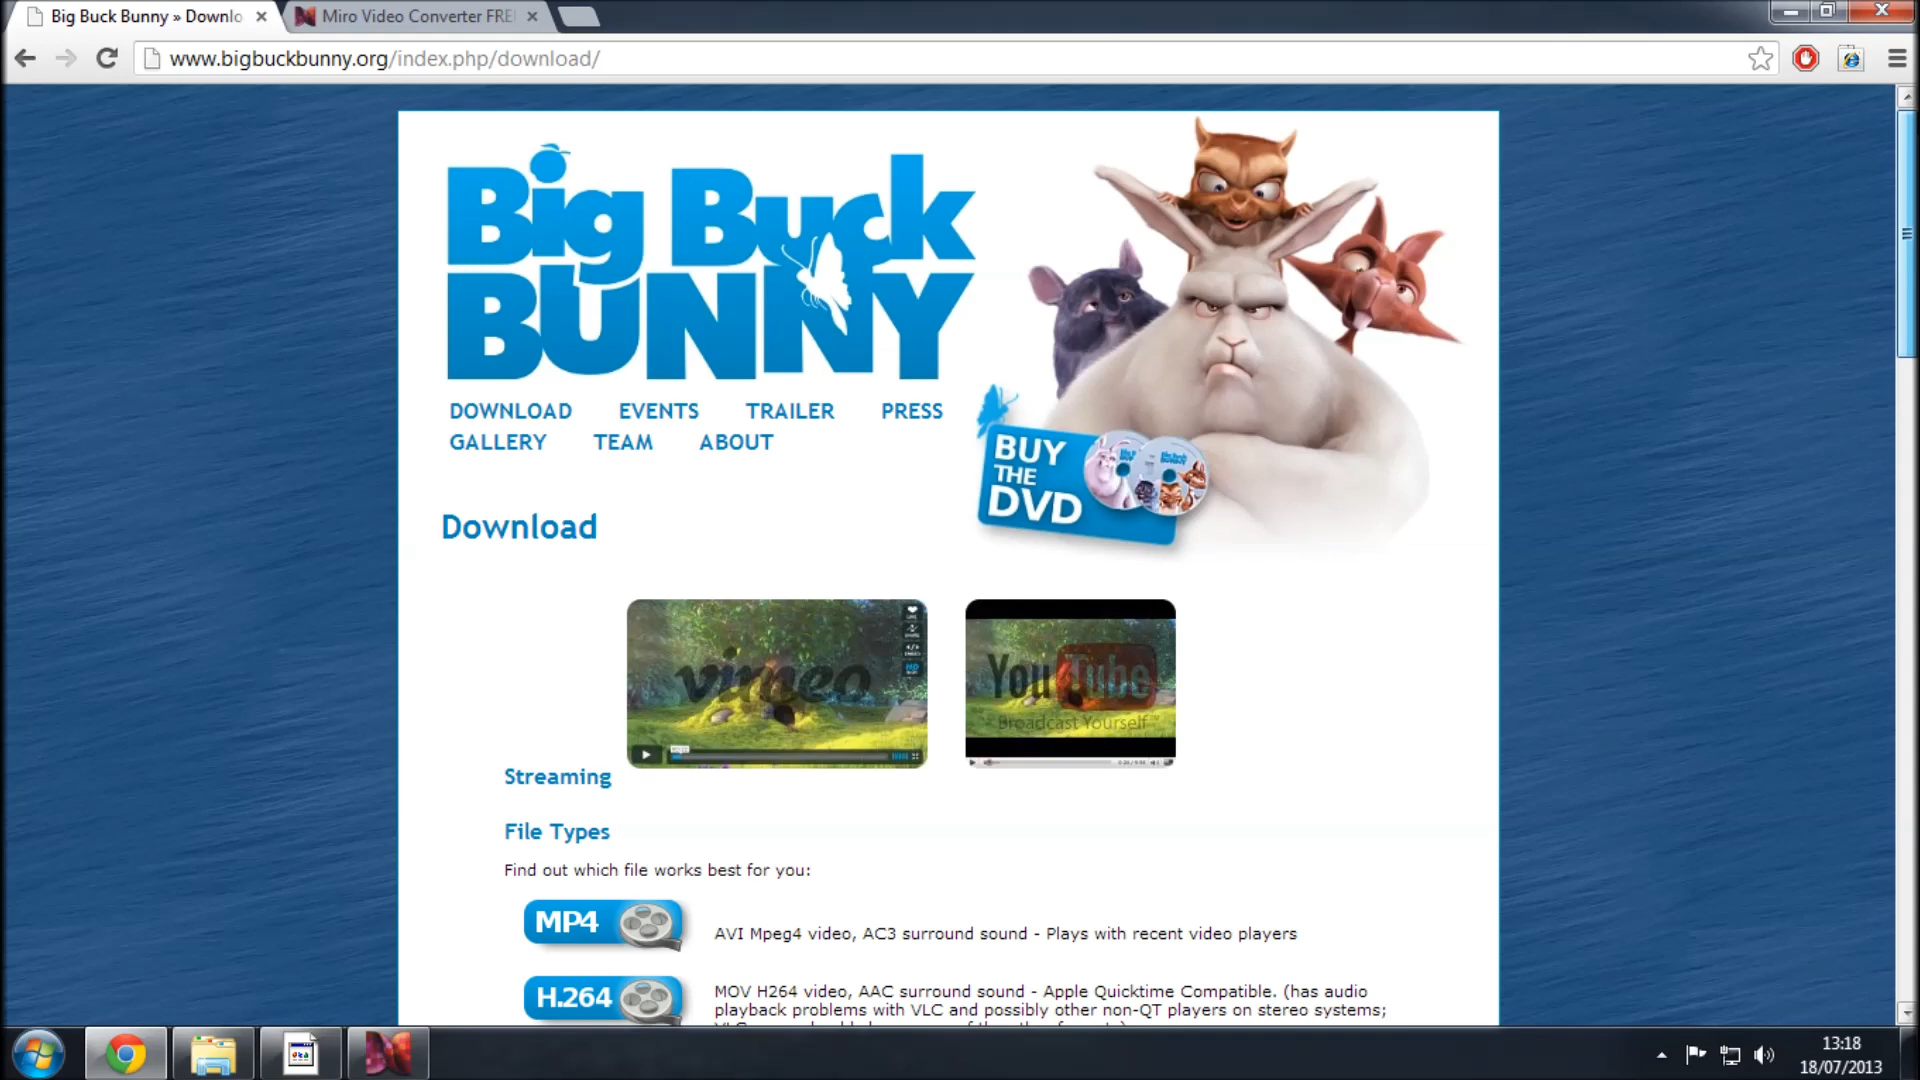 Big Buck Bunny » Downlo
Miro Video Converter FRE
www.bigbuckbunny.org/index.php/download/
Big Buck
BUNNY
DOWNLOAD EVENTS TRAILER PRESS
GALLERY TEAM ABOUT
BUY
THE
DVD
Download
vimeo
HD
YouTube
Broadcast Yourself
Streaming
File Types
Find out which file works best for you:
MP4
AVI Mpeg4 video, AC3 surround sound - Plays with recent video players
H.264
MOV H264 video, AAC surround sound - Apple Quicktime Compatible. (has audio
playback problems with VLC and possibly other non-QT players on stereo systems;
13:18
18/07/2013